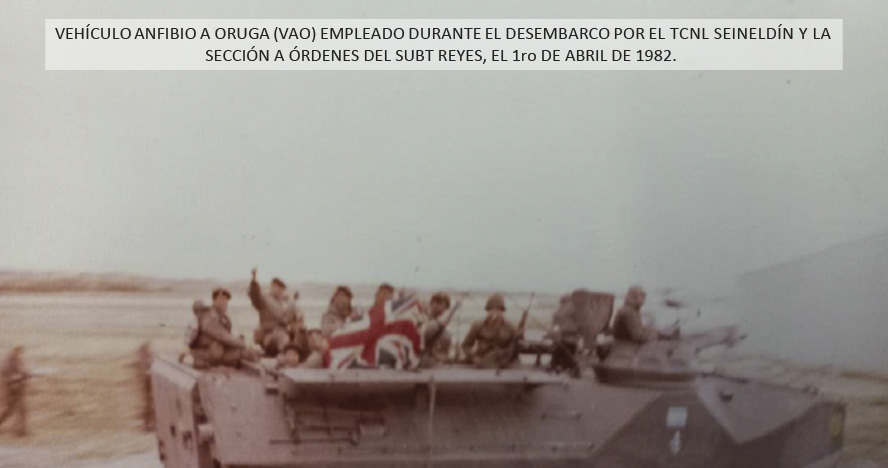 VEHÍCULO ANFIBIO A ORUGA (VAO) EMPLEADO DURANTE EL DESEMBARCO POR EL TCNL SEINELDÍN Y LA
SECCIÓN A ÓRDENES DEL SUBT REYES, EL 1ro DE ABRIL DE 1982.